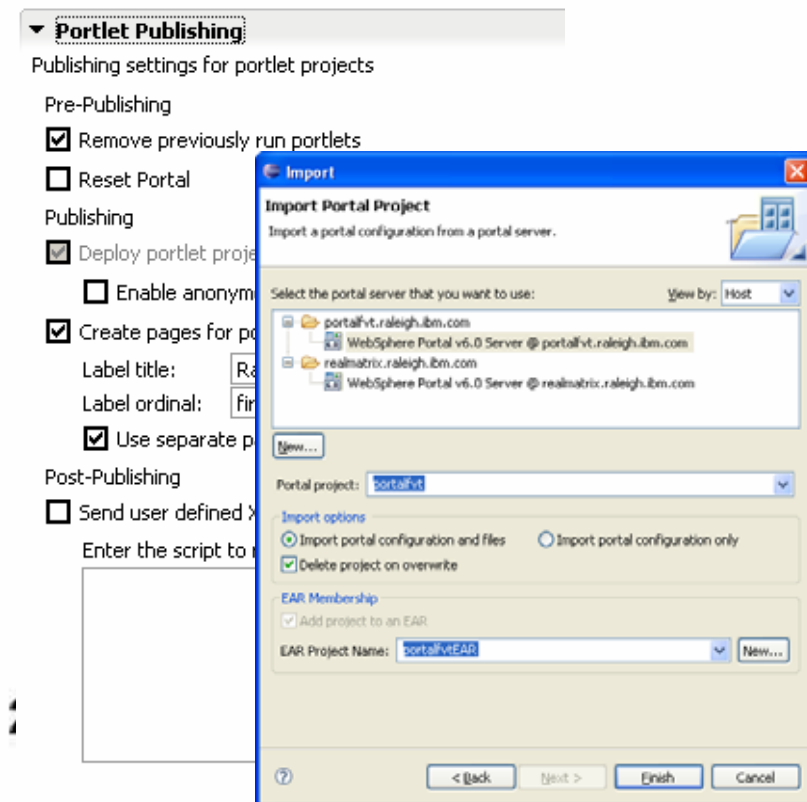 Portlet Publishing
Publishing settings for portlet projects
Pre-Publishing
Remove previously run portlets
Reset Portal
Publishing
Deploy portlet proje
Enable anonym
Create pages for po
Label title: Ra
Label ordinal: fir
Use separate p
Post-Publishing
Send user defined X
Enter the script to r
Import
Import Portal Project
Import a portal configuration from a portal server.
Select the portal server that you want to use:
View by: Host
portalfvt.raleigh.ibm.com
WebSphere Portal v6.0 Server @ portalfvt.raleigh.ibm.com
realmatrix.raleigh.ibm.com
WebSphere Portal v6.0 Server @ realmatrix.raleigh.ibm.com
New...
Portal project: portalfvt
Import options
Import portal configuration and files Import portal configuration only
Delete project on overwrite
EAR Membership
Add project to an EAR
EAR Project Name: portalfvtEAR New...
< Back Next > Finish Cancel